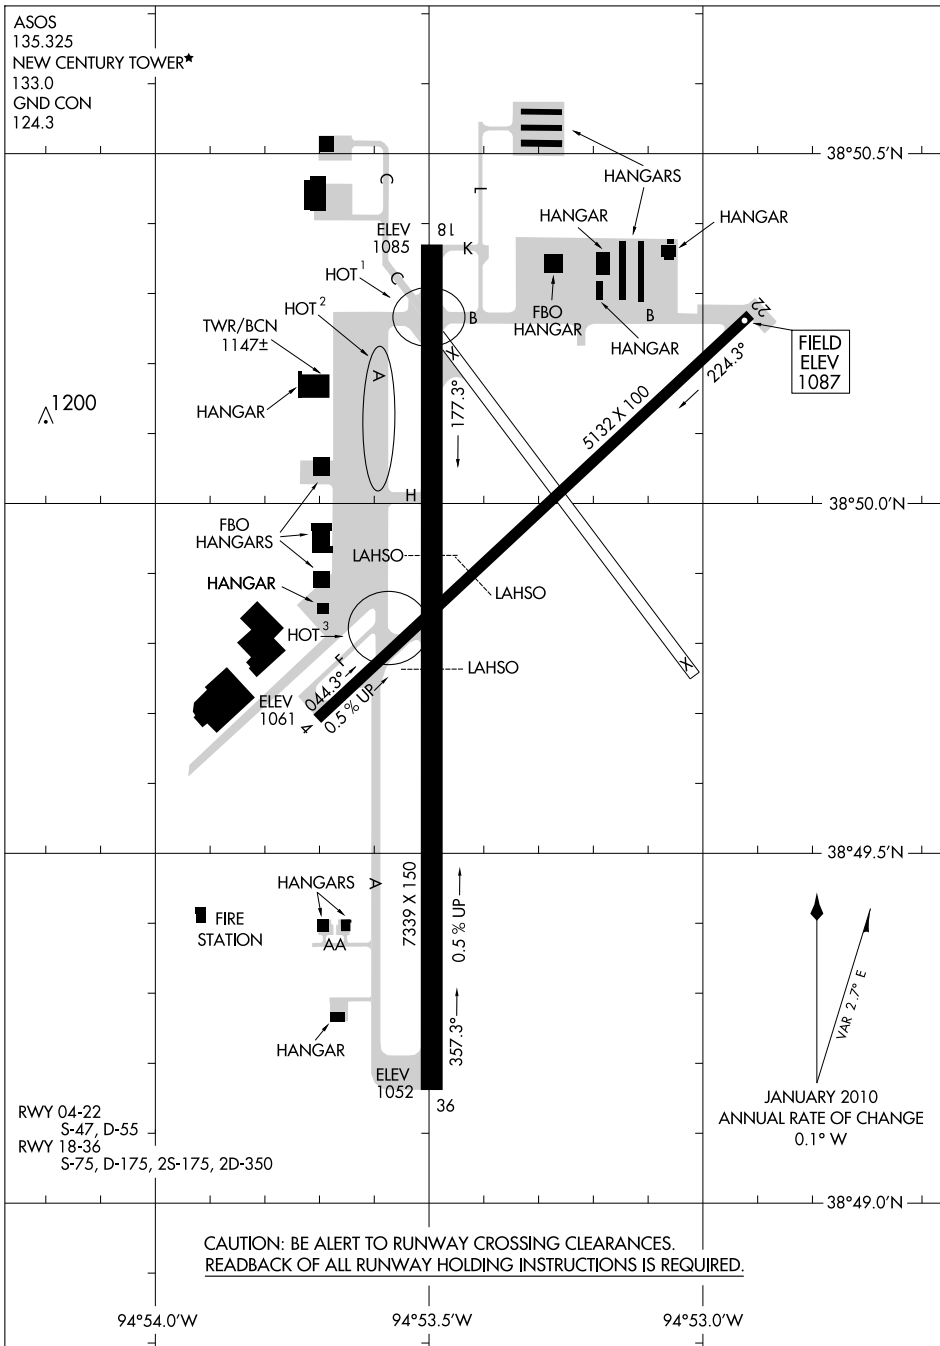 ASOS
135.325
NEW CENTURY TOWER★
133.0
GND CON
124.3
38°50.5'N
C
L
HANGARS
HANGAR
HANGAR
ELEV
1085
18
K
HOT 1
C
HOT 2
B
FBO
HANGAR
B
HANGAR
22
TWR/BCN
1147±
FIELD
ELEV
1087
X
224.3°
A
177.3°
1200
HANGAR
5132 X 100
H
38°50.0'N
FBO
HANGARS
LAHSO
HANGAR
LAHSO
HOT 3
F
LAHSO
X
044.3°
0.5 % UP
ELEV
1061
4
38°49.5'N
HANGARS
A
7339 X 150
0.5 % UP
FIRE
STATION
AA
VAR 2.7° E
357.3°
HANGAR
ELEV
1052
36
JANUARY 2010
ANNUAL RATE OF CHANGE
0.1° W
RWY 04-22
S-47, D-55
RWY 18-36
S-75, D-175, 2S-175, 2D-350
38°49.0'N
CAUTION: BE ALERT TO RUNWAY CROSSING CLEARANCES.
READBACK OF ALL RUNWAY HOLDING INSTRUCTIONS IS REQUIRED.
94°54.0'W
94°53.5'W
94°53.0'W